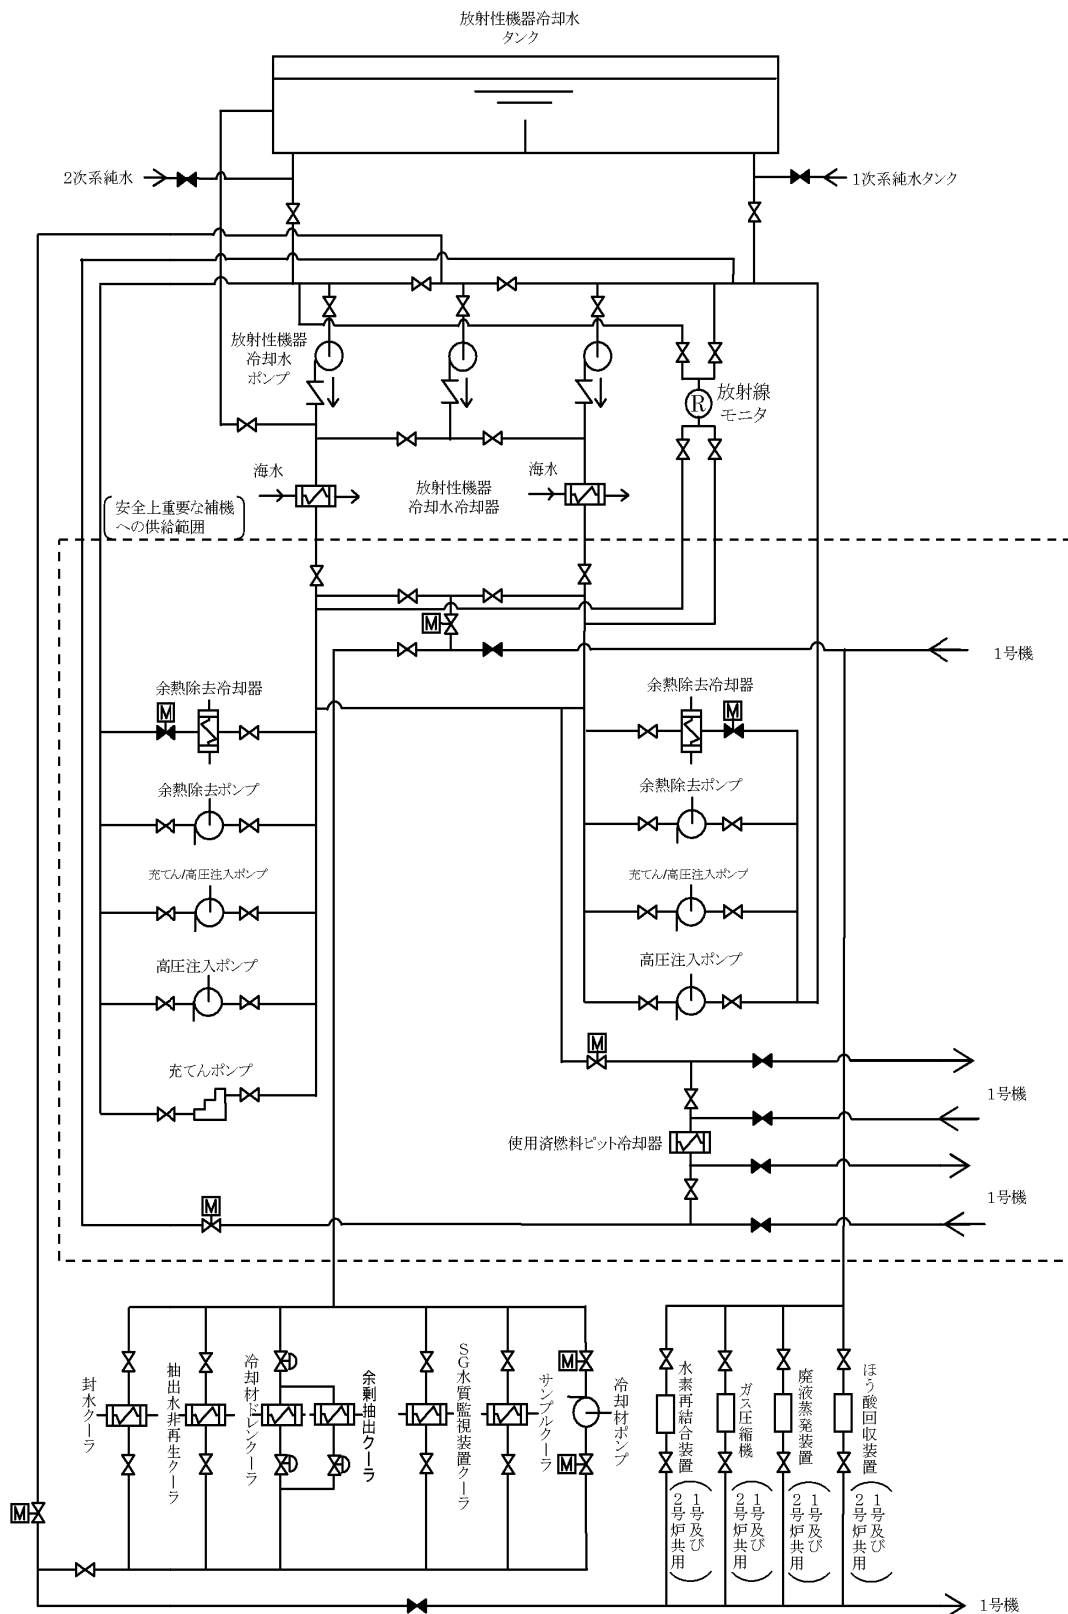 放射性機器冷却水
タンク
2次系純水
1次系純水タンク
放射性機器
冷却水
ポンプ
R
放射線
モニタ
海水
海水
放射性機器
冷却水冷却器
安全上重要な補機
への供給範囲
M
1号機
余熱除去冷却器
M
余熱除去冷却器
M
余熱除去ポンプ
余熱除去ポンプ
充てん/高圧注入ポンプ
充てん/高圧注入ポンプ
高圧注入ポンプ
高圧注入ポンプ
M
充てんポンプ
1号機
使用済燃料ピット冷却器
1号機
M
封水クーラ
抽出水非再生クーラ
冷却材ドレンクーラ
余剰抽出クーラ
SG水質監視装置クーラ
サンプルクーラ
M
M
冷却材ポンプ
水素再結合装置
ガス圧縮機
廃液蒸発装置
ほう酸回収装置
(1号及び
2号炉共用)
(1号及び
2号炉共用)
(1号及び
2号炉共用)
(1号及び
2号炉共用)
M
1号機